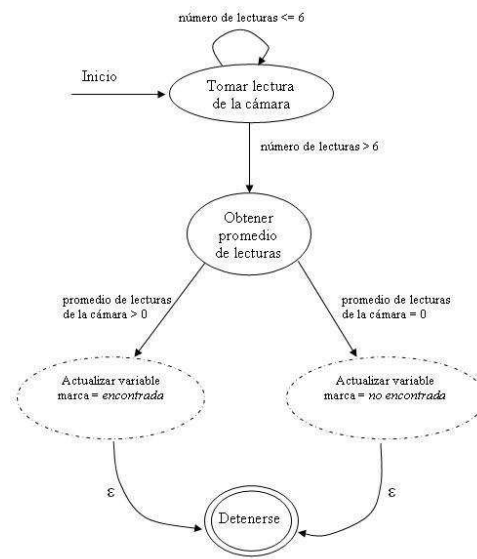 número de lecturas <= 6
Inicio
Tomar lectura
de la cámara
número de lecturas > 6
Obtener
promedio
de lecturas
promedio de lecturas
de la cámara > 0
promedio de lecturas
de la cámara = 0
Actualizar variable
marca = encontrada
Actualizar variable
marca = no encontrada
ε
ε
Detenerse